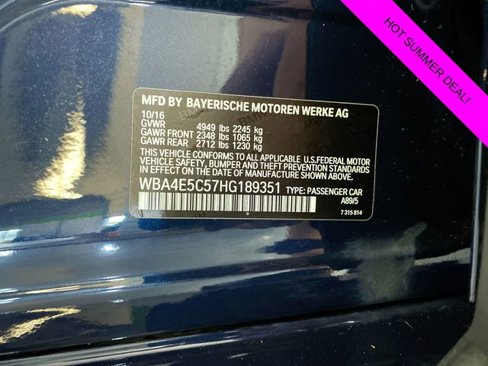 HOT SUMMER DEAL!
MFD BY BAYERISCHE MOTOREN WERKE AG
10/16
GVWR 4949 lbs 2245 kg
GAWR FRONT 2348 lbs 1065 kg
GAWR REAR 2712 lbs 1230 kg
THIS VEHICLE CONFORMS TO ALL APPLICABLE U.S.FEDERAL MOTOR
VEHICLE SAFETY, BUMPER AND THEFT PREVENTION STANDARDS
IN EFFECT ON THE DATE OF MANUFACTURE SHOWN ABOVE.
WBA4E5C57HG189351 TYPE: PASSENGER CAR
A89/5
7 315 814